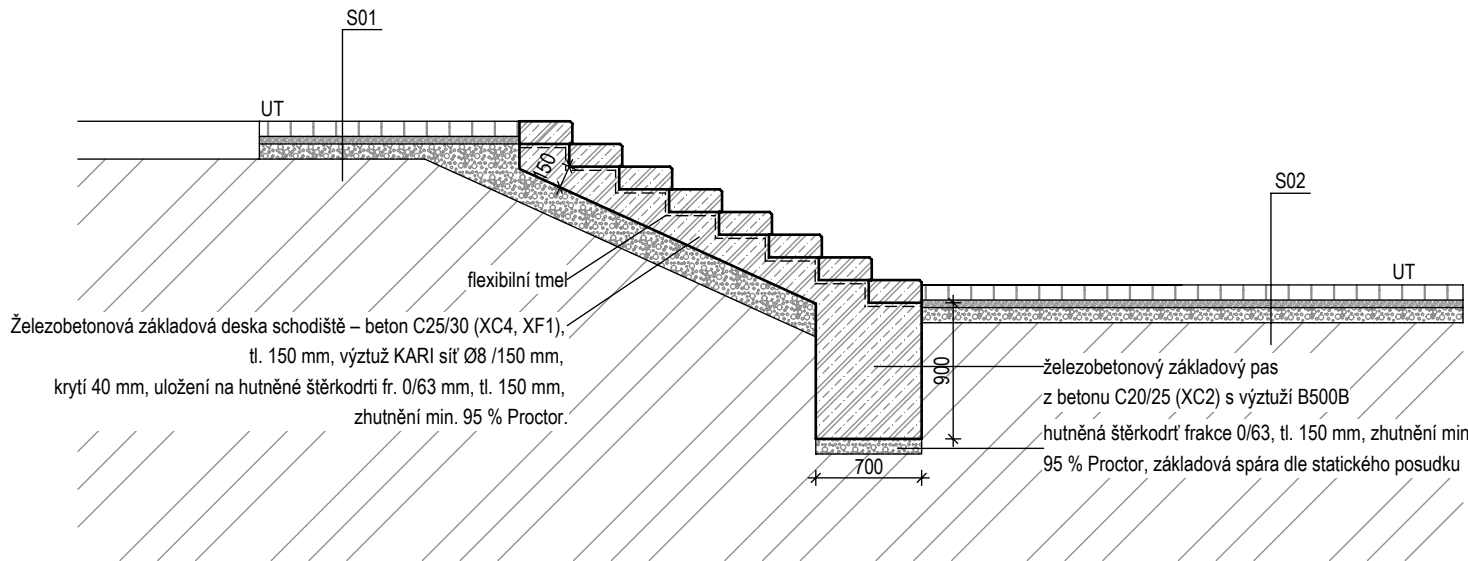 S01
UT
150
S02
UT
flexibilní tmel
Železobetonová základová deska schodiště – beton C25/30 (XC4, XF1),
tl. 150 mm, výztuž KARI síť Ø8 /150 mm,
krytí 40 mm, uložení na hutněné štěrkodrti fr. 0/63 mm, tl. 150 mm,
zhutnění min. 95 % Proctor.
900
železobetonový základový pas
z betonu C20/25 (XC2) s výztuží B500B
hutněná štěrkodrť frakce 0/63, tl. 150 mm, zhutnění min
95 % Proctor, základová spára dle statického posudku
700